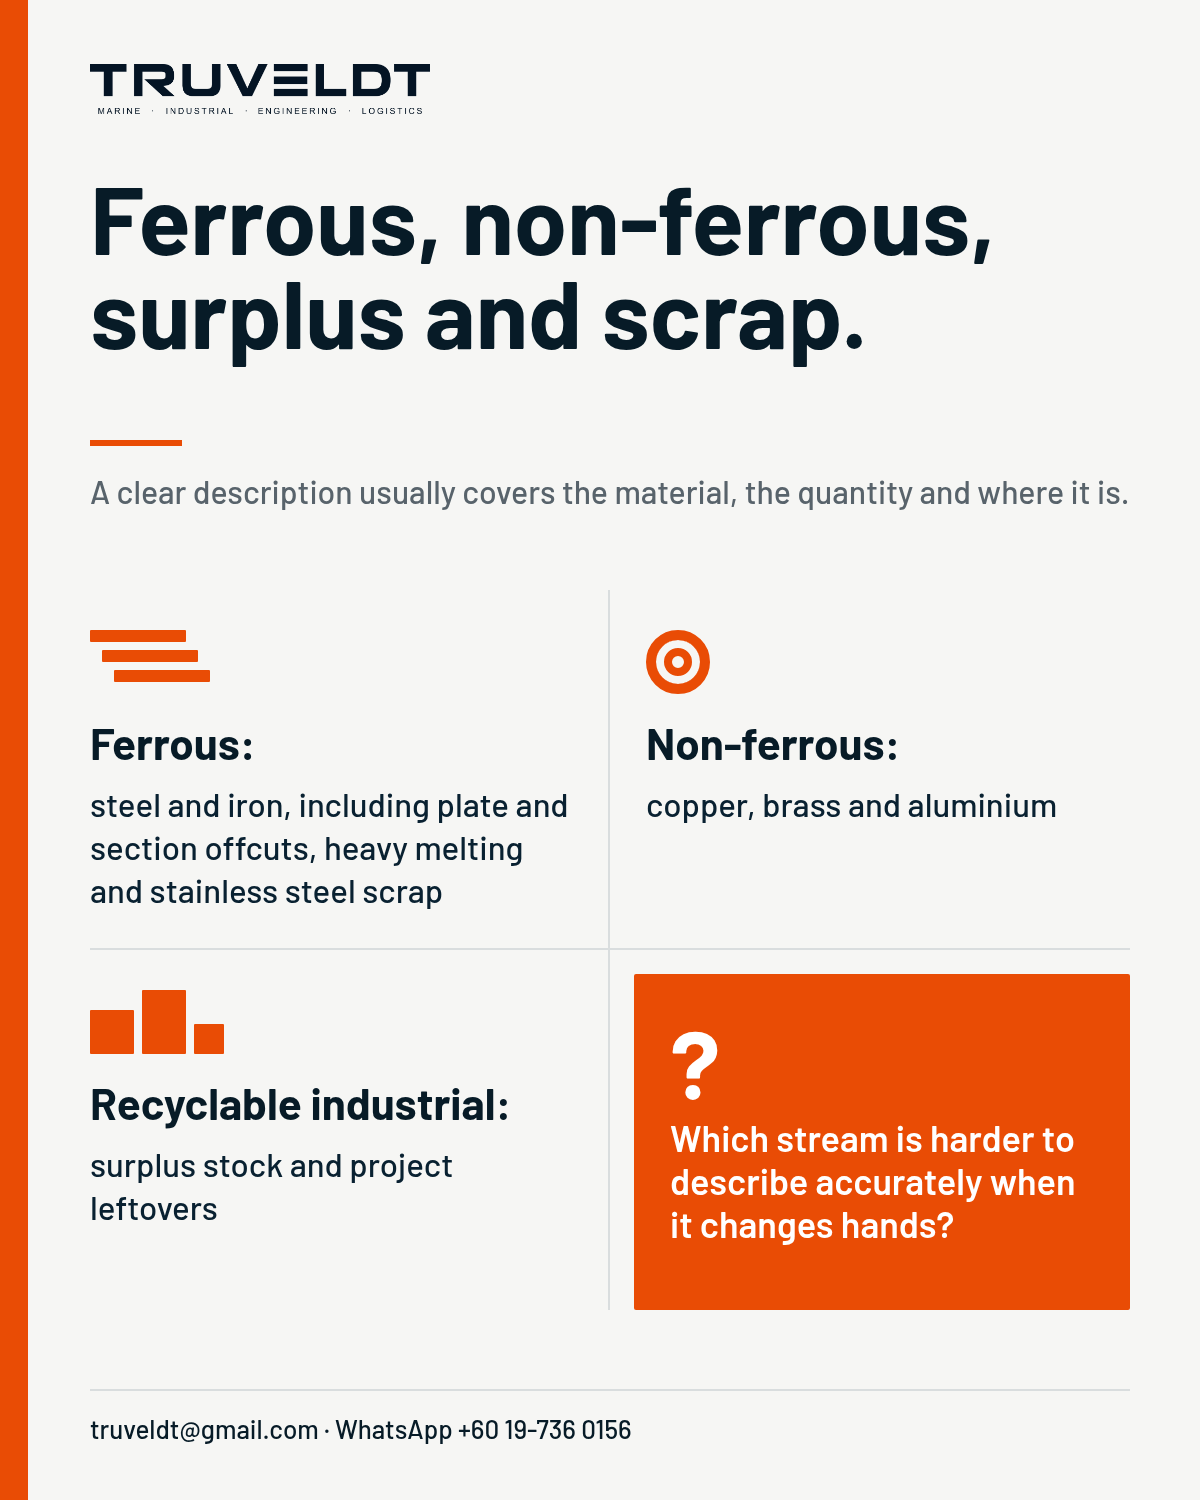 TRUVELDT
MARINE · INDUSTRIAL · ENGINEERING · LOGISTICS
Ferrous, non-ferrous,
surplus and scrap.
A clear description usually covers the material, the quantity and where it is.
Ferrous:
steel and iron, including plate and
section offcuts, heavy melting
and stainless steel scrap
Non-ferrous:
copper, brass and aluminium
Recyclable industrial:
surplus stock and project
leftovers
?
Which stream is harder to
describe accurately when
it changes hands?
truveldt@gmail.com · WhatsApp +60 19-736 0156